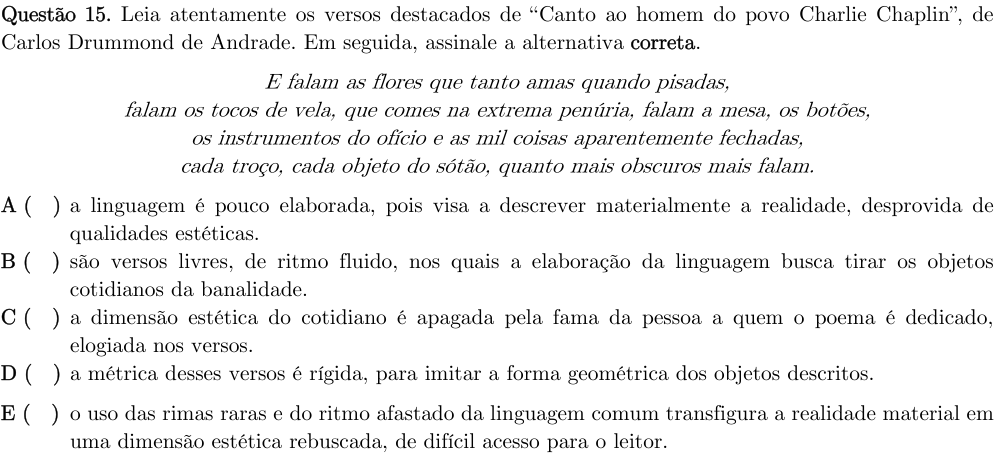 Questão 15. Leia atentamente os versos destacados de “Canto ao homem do povo Charlie Chaplin”, de
Carlos Drummond de Andrade. Em seguida, assinale a alternativa correta.
E falam as flores que tanto amas quando pisadas,
falam os tocos de vela, que comes na extrema penúria, falam a mesa, os botões,
os instrumentos do ofício e as mil coisas aparentemente fechadas,
cada troço, cada objeto do sótão, quanto mais obscuros mais falam.
A ( ) a linguagem é pouco elaborada, pois visa a descrever materialmente a realidade, desprovida de
qualidades estéticas.
B ( ) são versos livres, de ritmo fluido, nos quais a elaboração da linguagem busca tirar os objetos
cotidianos da banalidade.
C ( ) a dimensão estética do cotidiano é apagada pela fama da pessoa a quem o poema é dedicado,
elogiada nos versos.
D ( ) a métrica desses versos é rígida, para imitar a forma geométrica dos objetos descritos.
E ( ) o uso das rimas raras e do ritmo afastado da linguagem comum transfigura a realidade material em
uma dimensão estética rebuscada, de difícil acesso para o leitor.